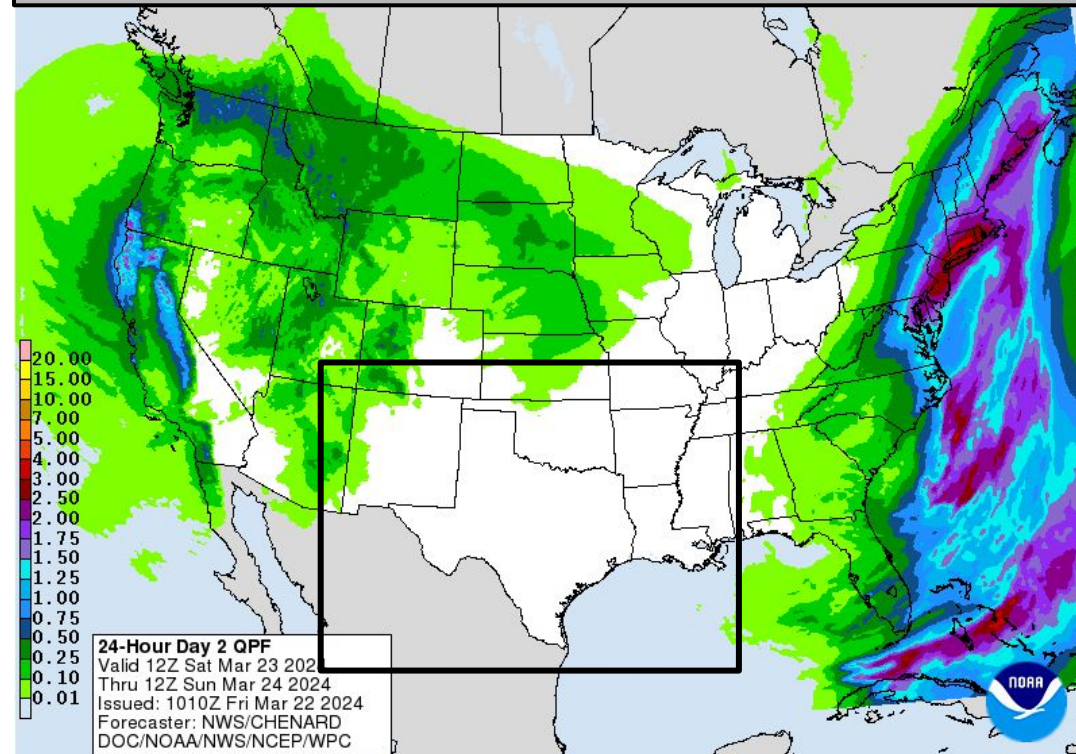 20.00
15.00
10.00
7.00
5.00
4.00
3.00
2.50
2.00
1.75
1.50
1.25
1.00
0.75
0.50
0.25
0.10
0.01
24-Hour Day 2 QPF
Valid 12Z Sat Mar 23 202
Thru 12Z Sun Mar 24 2024
Issued: 1010Z Fri Mar 22 2024
Forecaster: NWS/CHENARD
DOC/NOAA/NWS/NCEP/WPC
NOAA